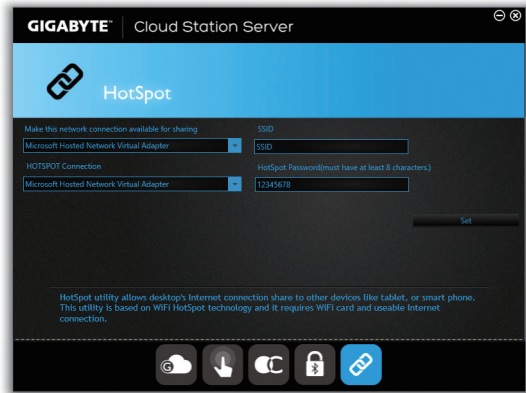 GIGABYTE™ Cloud Station Server
HotSpot
Make this network connection available for sharing
Microsoft Hosted Network Virtual Adapter
SSID
SSID
HOTSPOT Connection
Microsoft Hosted Network Virtual Adapter
HotSpot Password(must have at least 8 characters.)
12345678
Set
HotSpot utility allows desktop's Internet connection share to other devices like tablet, or smart phone.
This utility is based on WiFi HotSpot technology and it requires WiFi card and useable Internet
connection.
G